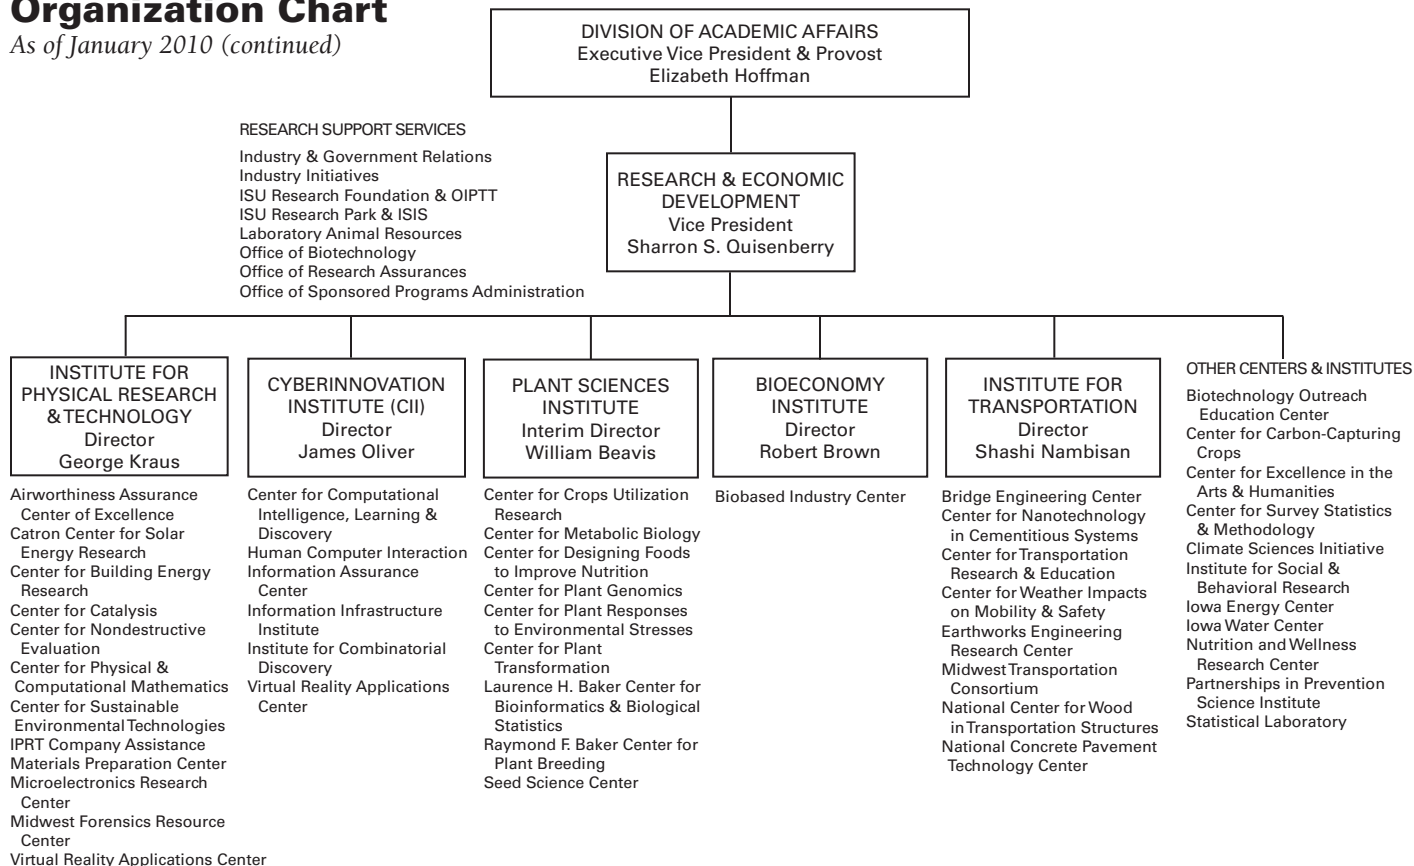 Organization Chart
As of January 2010 (continued)
DIVISION OF ACADEMIC AFFAIRS
Executive Vice President & Provost
Elizabeth Hoffman
RESEARCH SUPPORT SERVICES
Industry & Government Relations
Industry Initiatives
ISU Research Foundation & OIPTT
ISU Research Park & ISIS
Laboratory Animal Resources
Office of Biotechnology
Office of Research Assurances
Office of Sponsored Programs Administration
RESEARCH & ECONOMIC
DEVELOPMENT
Vice President
Sharron S. Quisenberry
INSTITUTE FOR
PHYSICAL RESEARCH
& TECHNOLOGY
Director
George Kraus
Airworthiness Assurance
Center of Excellence
Catron Center for Solar
Energy Research
Center for Building Energy
Research
Center for Catalysis
Center for Nondestructive
Evaluation
Center for Physical &
Computational Mathematics
Center for Sustainable
Environmental Technologies
IPRT Company Assistance
Materials Preparation Center
Microelectronics Research
Center
Midwest Forensics Resource
Center
Virtual Reality Applications Center
CYBERINNOVATION
INSTITUTE (CII)
Director
James Oliver
Center for Computational
Intelligence, Learning &
Discovery
Human Computer Interaction
Information Assurance
Center
Information Infrastructure
Institute
Institute for Combinatorial
Discovery
Virtual Reality Applications
Center
PLANT SCIENCES
INSTITUTE
Interim Director
William Beavis
Center for Crops Utilization
Research
Center for Metabolic Biology
Center for Designing Foods
to Improve Nutrition
Center for Plant Genomics
Center for Plant Responses
to Environmental Stresses
Center for Plant
Transformation
Laurence H. Baker Center for
Bioinformatics & Biological
Statistics
Raymond F. Baker Center for
Plant Breeding
Seed Science Center
BIOECONOMY
INSTITUTE
Director
Robert Brown
Biobased Industry Center
INSTITUTE FOR
TRANSPORTATION
Director
Shashi Nambisan
Bridge Engineering Center
Center for Nanotechnology
in Cementitious Systems
Center for Transportation
Research & Education
Center for Weather Impacts
on Mobility & Safety
Earthworks Engineering
Research Center
Midwest Transportation
Consortium
National Center for Wood
in Transportation Structures
National Concrete Pavement
Technology Center
OTHER CENTERS & INSTITUTES
Biotechnology Outreach
Education Center
Center for Carbon-Capturing
Crops
Center for Excellence in the
Arts & Humanities
Center for Survey Statistics
& Methodology
Climate Sciences Initiative
Institute for Social &
Behavioral Research
Iowa Energy Center
Iowa Water Center
Nutrition and Wellness
Research Center
Partnerships in Prevention
Science Institute
Statistical Laboratory